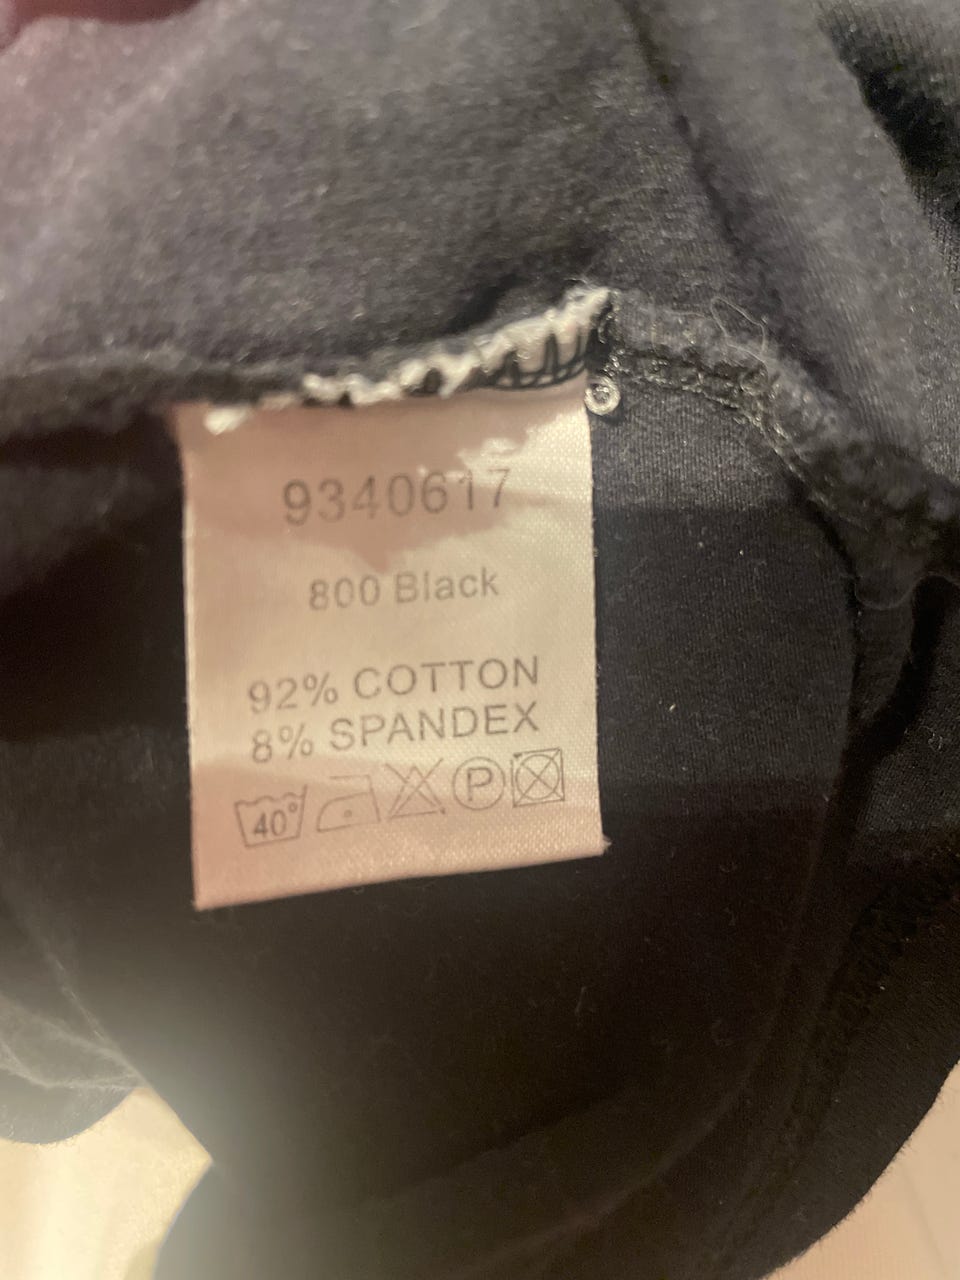 9340617
800 Black
92% COTTON
8% SPANDEX
40° P